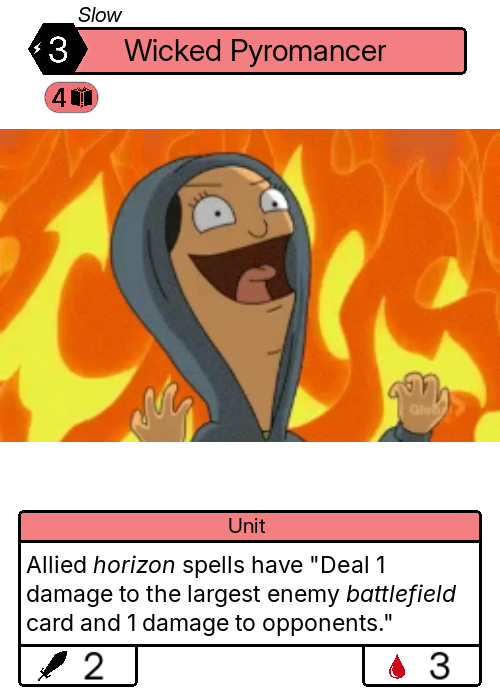 Slow
3 Wicked Pyromancer
4
Unit
Allied horizon spells have "Deal 1
damage to the largest enemy battlefield
card and 1 damage to opponents."
2 3